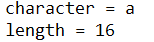 character = a
length = 16